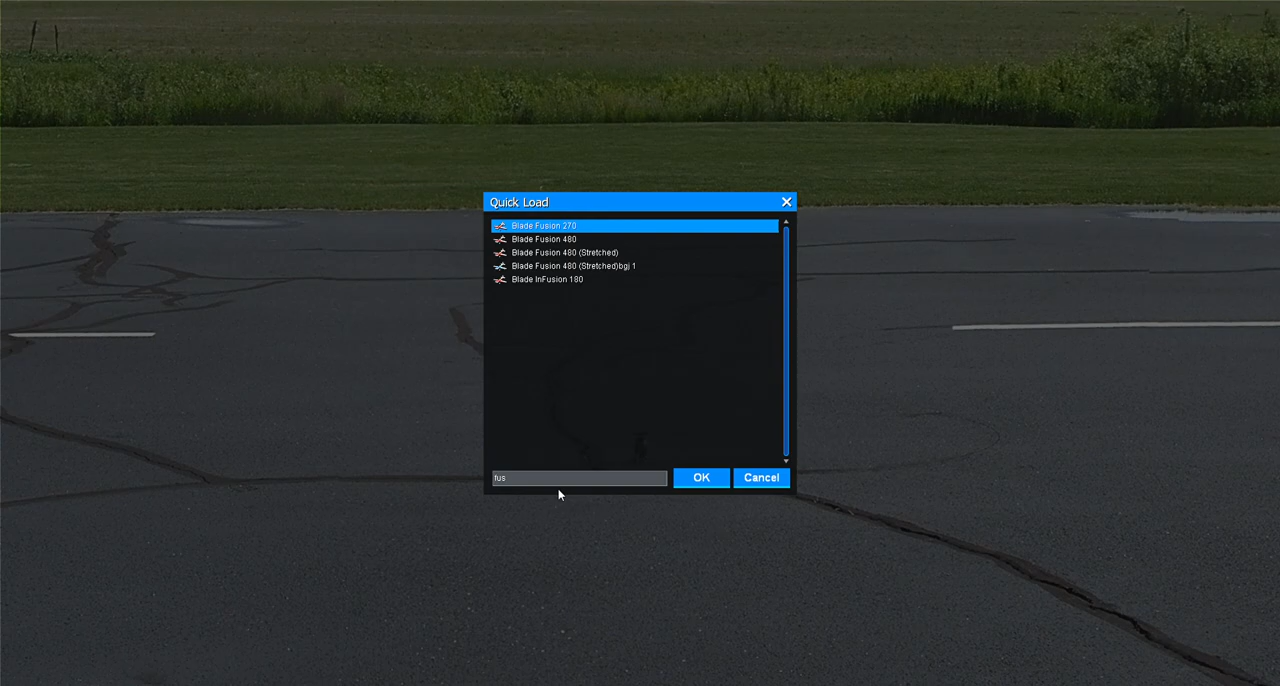 Quick Load
Blade Fusion 270
Blade Fusion 480
Blade Fusion 480 (Stretched)
Blade Fusion 480 (Stretched)bgj 1
Blade InFusion 180
fus
OK
Cancel